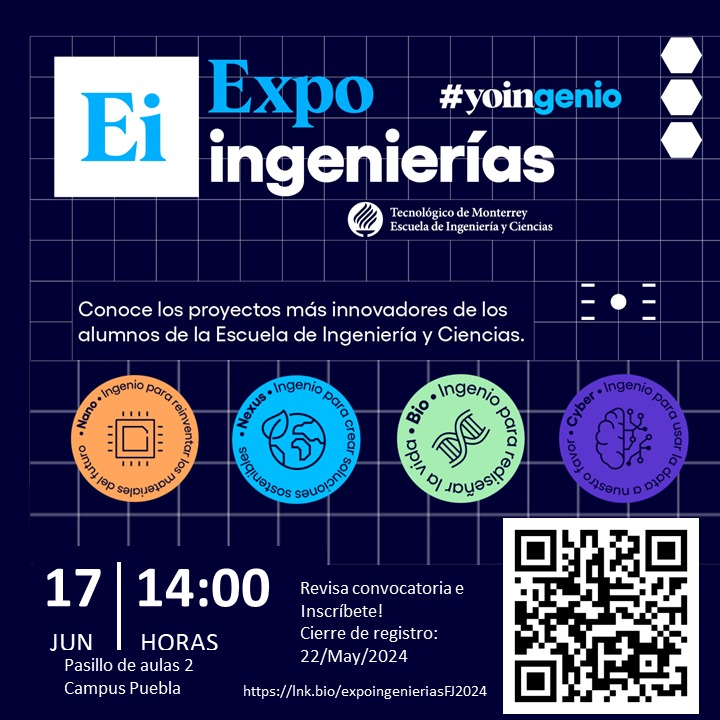 Ei
Expo
ingenierías
#yoingenio
Tecnológico de Monterrey
Escuela de Ingeniería y Ciencias
Conoce los proyectos más innovadores de los
alumnos de la Escuela de Ingeniería y Ciencias.
• Nano • Ingenio para reinventar los materiales del futuro
• Nexus • Ingenio para crear soluciones sostenibles
• Bio • Ingenio para rediseñar la vida
• Cyber • Ingenio para usar la data a nuestro favor
17
JUN
14:00
HORAS
Pasillo de aulas 2
Campus Puebla
Revisa convocatoria e
Inscríbete!
Cierre de registro:
22/May/2024
https://lnk.bio/expoingenieriasFJ2024